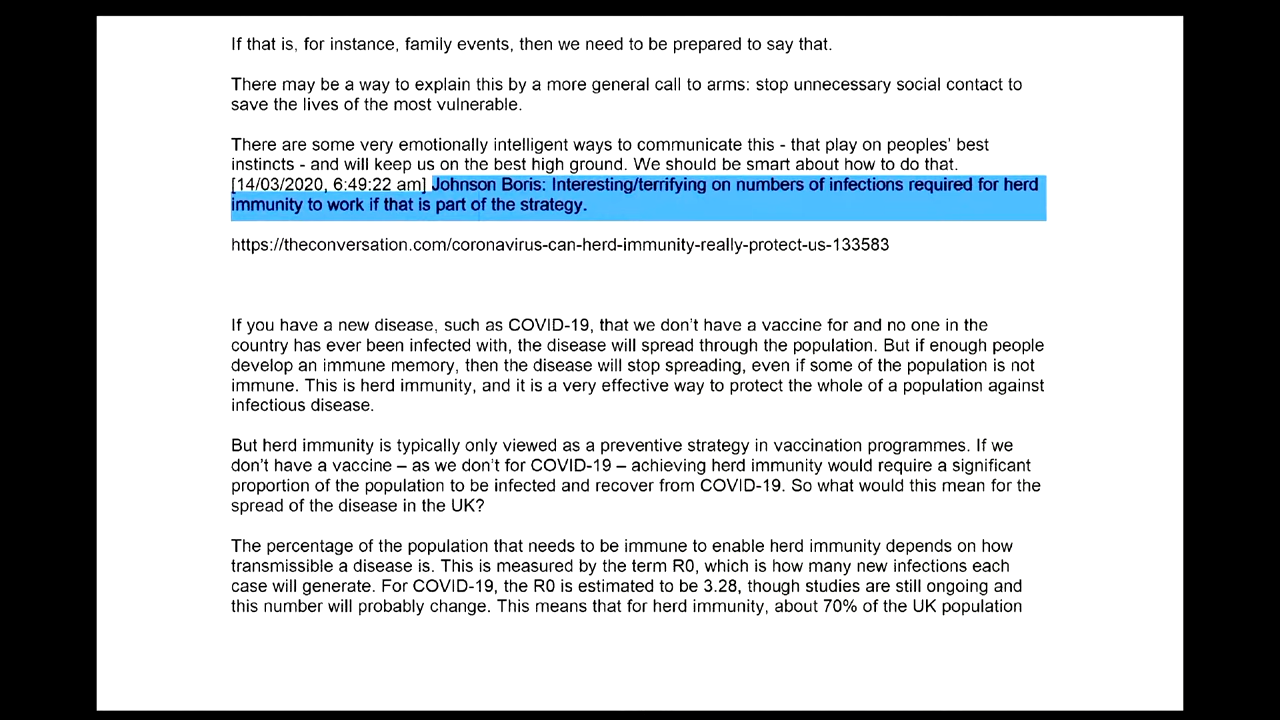 If that is, for instance, family events, then we need to be prepared to say that.
There may be a way to explain this by a more general call to arms: stop unnecessary social contact to
save the lives of the most vulnerable.
There are some very emotionally intelligent ways to communicate this - that play on peoples' best
instincts - and will keep us on the best high ground. We should be smart about how to do that.
[14/03/2020, 6:49:22 am] Johnson Boris: Interesting/terrifying on numbers of infections required for herd
immunity to work if that is part of the strategy.
https://theconversation.com/coronavirus-can-herd-immunity-really-protect-us-133583
If you have a new disease, such as COVID-19, that we don't have a vaccine for and no one in the
country has ever been infected with, the disease will spread through the population. But if enough people
develop an immune memory, then the disease will stop spreading, even if some of the population is not
immune. This is herd immunity, and it is a very effective way to protect the whole of a population against
infectious disease.
But herd immunity is typically only viewed as a preventive strategy in vaccination programmes. If we
don't have a vaccine – as we don't for COVID-19 – achieving herd immunity would require a significant
proportion of the population to be infected and recover from COVID-19. So what would this mean for the
spread of the disease in the UK?
The percentage of the population that needs to be immune to enable herd immunity depends on how
transmissible a disease is. This is measured by the term R0, which is how many new infections each
case will generate. For COVID-19, the R0 is estimated to be 3.28, though studies are still ongoing and
this number will probably change. This means that for herd immunity, about 70% of the UK population